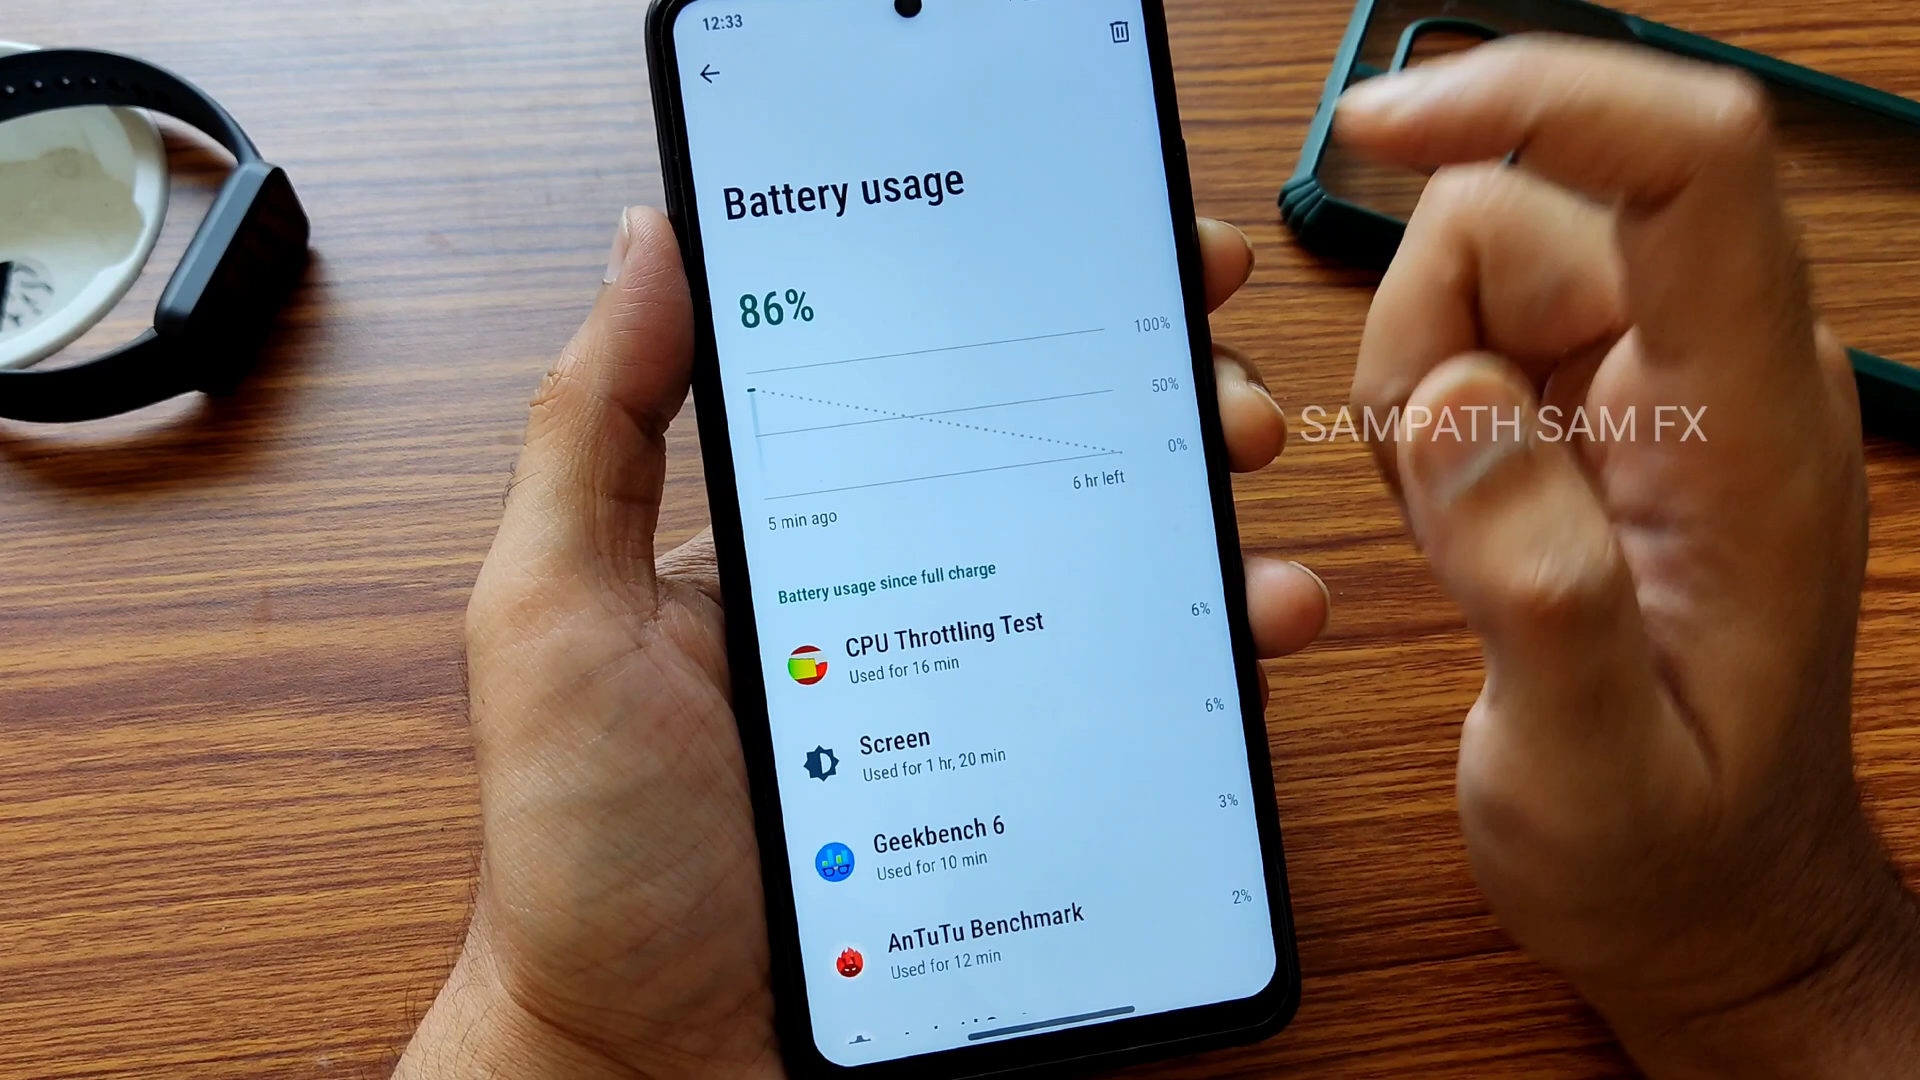 12:33
Battery usage
86%
100%
50%
0%
6 hr left
5 min ago
Battery usage since full charge
CPU Throttling Test
6%
Used for 16 min
Screen
6%
Used for 1 hr, 20 min
Geekbench 6
3%
Used for 10 min
AnTuTu Benchmark
2%
Used for 12 min
SAMPATH SAM FX